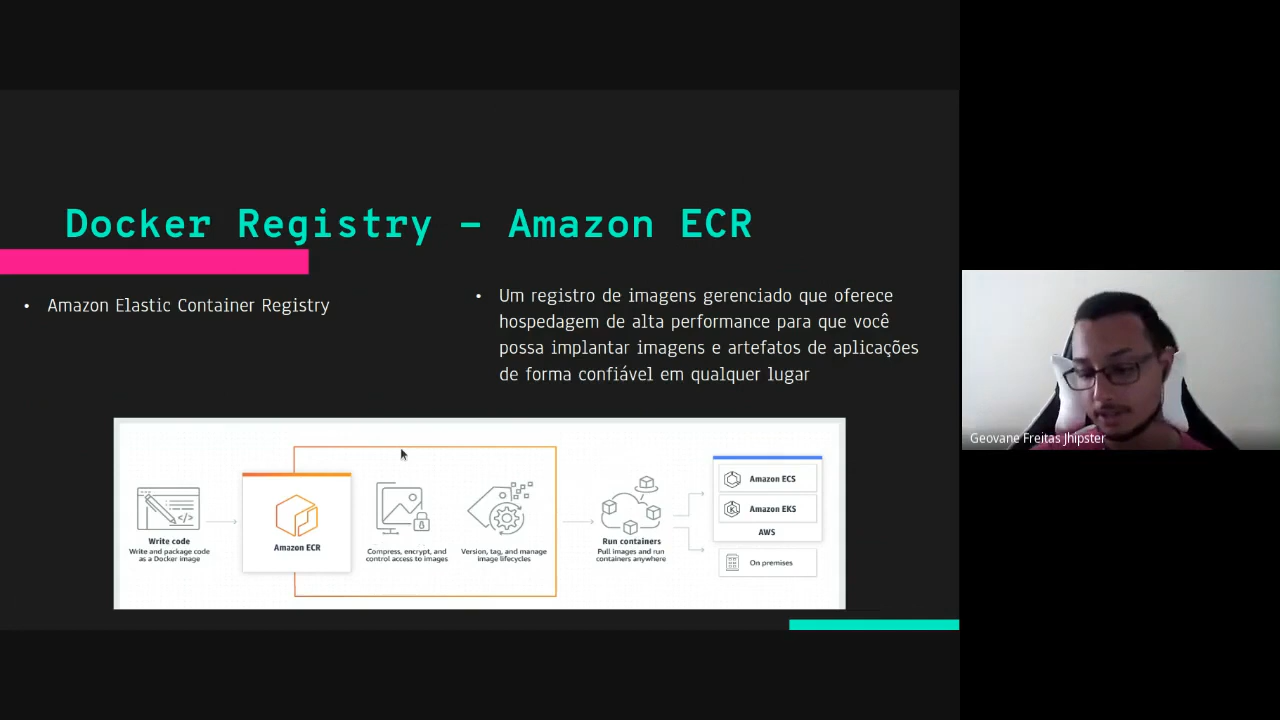 Docker Registry – Amazon ECR
• Amazon Elastic Container Registry
• Um registro de imagens gerenciado que oferece
hospedagem de alta performance para que você
possa implantar imagens e artefatos de aplicações
de forma confiável em qualquer lugar
Write code
Write and package code
as a Docker image
Amazon ECR
Compress, encrypt, and
control access to images
Version, tag, and manage
image lifecycles
Run containers
Pull images and run
containers anywhere
Amazon ECS
Amazon EKS
AWS
On premises
Geovane Freitas Jhipster